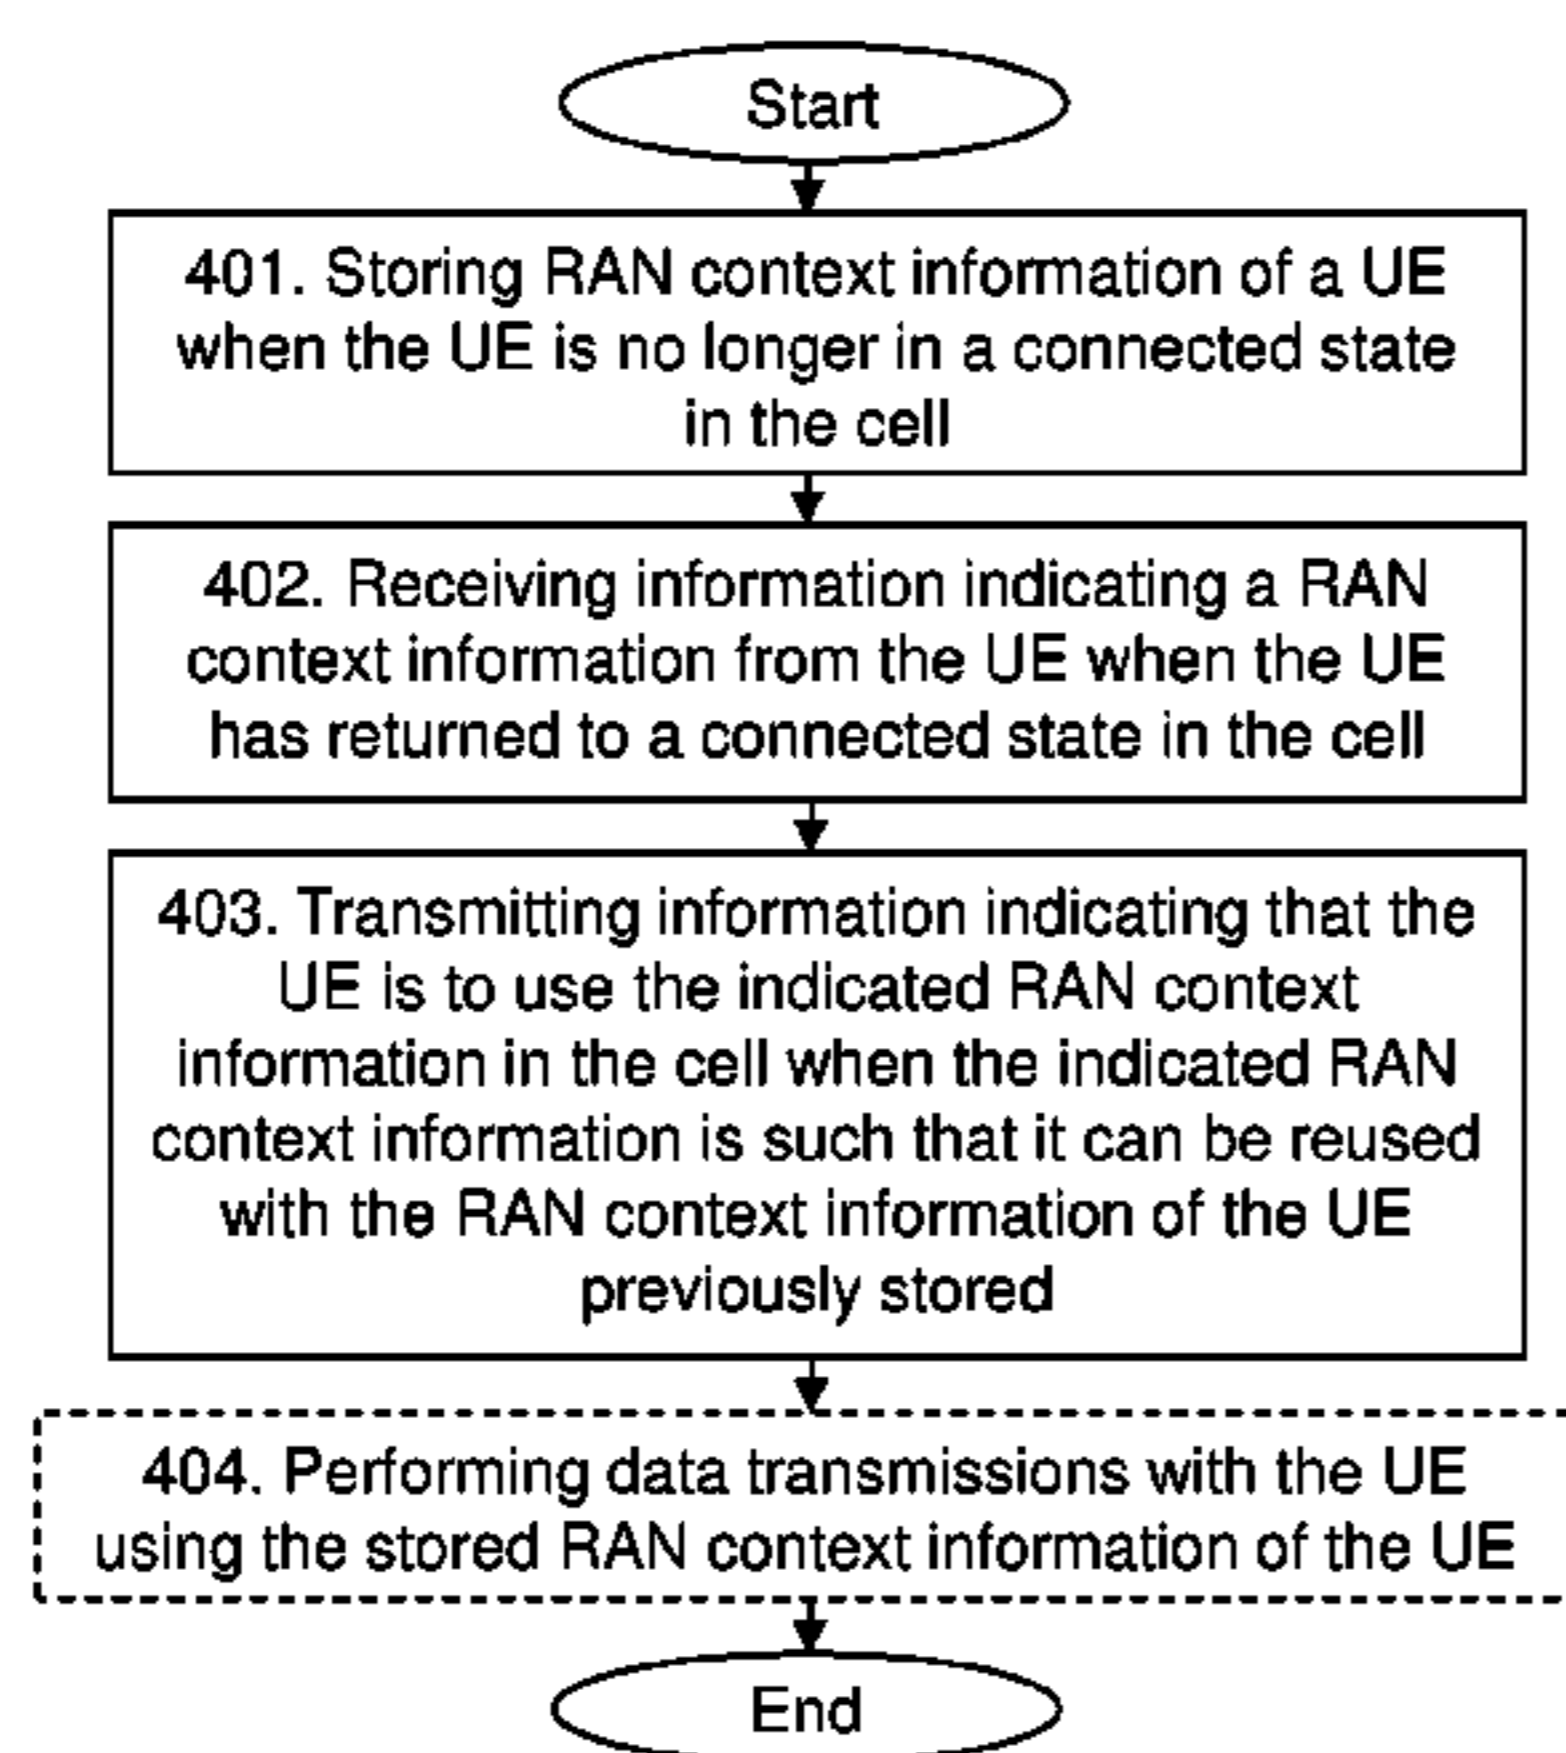 Start
401. Storing RAN context information of a UE
when the UE is no longer in a connected state
in the cell
402. Receiving information indicating a RAN
context information from the UE when the UE
has returned to a connected state in the cell
403. Transmitting information indicating that the
UE is to use the indicated RAN context
information in the cell when the indicated RAN
context information is such that it can be reused
with the RAN context information of the UE
previously stored
404. Performing data transmissions with the UE
using the stored RAN context information of the UE
End